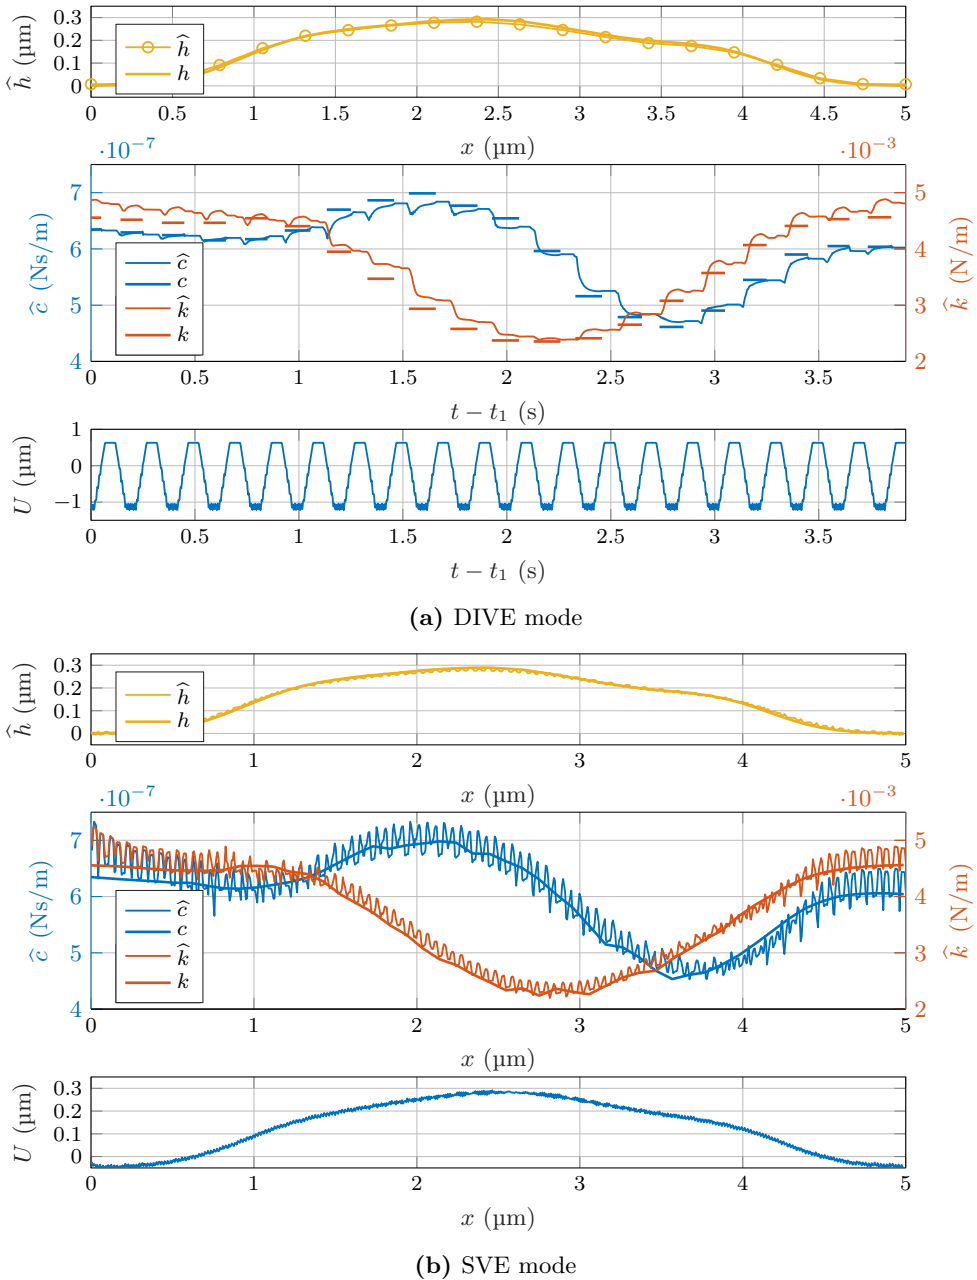 0.3
0.2
0.1
0
ĥ (µm)
ĥ
h
0 0.5 1 1.5 2 2.5 3 3.5 4 4.5 5
x (µm)
·10⁻⁷ ·10⁻³
7
6
5
4
ĉ (Ns/m)
ĉ
c
k̂
k
5
4
3
2
k̂ (N/m)
0 0.5 1 1.5 2 2.5 3 3.5
t − t₁ (s)
1
0
−1
U (µm)
0 0.5 1 1.5 2 2.5 3 3.5
t − t₁ (s)
(a) DIVE mode
0.3
0.2
0.1
0
ĥ (µm)
ĥ
h
0 1 2 3 4 5
x (µm)
·10⁻⁷ ·10⁻³
7
6
5
4
ĉ (Ns/m)
ĉ
c
k̂
k
5
4
3
2
k̂ (N/m)
0 1 2 3 4 5
x (µm)
0.3
0.2
0.1
0
U (µm)
0 1 2 3 4 5
x (µm)
(b) SVE mode